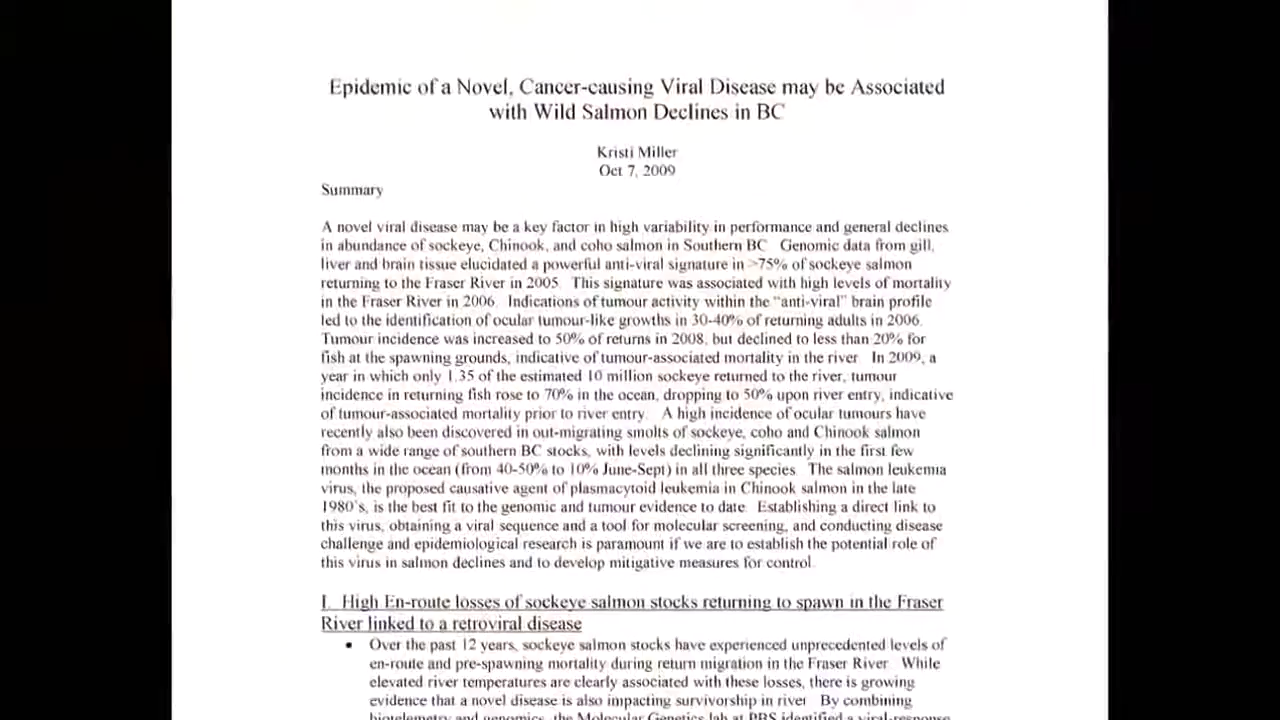 Epidemic of a Novel, Cancer-causing Viral Disease may be Associated
with Wild Salmon Declines in BC
Kristi Miller
Oct 7, 2009
Summary
A novel viral disease may be a key factor in high variability in performance and general declines
in abundance of sockeye, Chinook, and coho salmon in Southern BC Genomic data from gill,
liver and brain tissue elucidated a powerful anti-viral signature in >75% of sockeye salmon
returning to the Fraser River in 2005. This signature was associated with high levels of mortality
in the Fraser River in 2006. Indications of tumour activity within the "anti-viral" brain profile
led to the identification of ocular tumour-like growths in 30-40% of returning adults in 2006.
Tumour incidence was increased to 50% of returns in 2008, but declined to less than 20% for
fish at the spawning grounds, indicative of tumour-associated mortality in the river In 2009, a
year in which only 1.35 of the estimated 10 million sockeye returned to the river, tumour
incidence in returning fish rose to 70% in the ocean, dropping to 50% upon river entry, indicative
of tumour-associated mortality prior to river entry. A high incidence of ocular tumours have
recently also been discovered in out-migrating smolts of sockeye, coho and Chinook salmon
from a wide range of southern BC stocks, with levels declining significantly in the first few
months in the ocean (from 40-50% to 10% June-Sept) in all three species The salmon leukemia
virus, the proposed causative agent of plasmacytoid leukemia in Chinook salmon in the late
1980's, is the best fit to the genomic and tumour evidence to date Establishing a direct link to
this virus, obtaining a viral sequence and a tool for molecular screening, and conducting disease
challenge and epidemiological research is paramount if we are to establish the potential role of
this virus in salmon declines and to develop mitigative measures for control.
I. High En-route losses of sockeye salmon stocks returning to spawn in the Fraser
River linked to a retroviral disease
• Over the past 12 years, sockeye salmon stocks have experienced unprecedented levels of
en-route and pre-spawning mortality during return migration in the Fraser River While
elevated river temperatures are clearly associated with these losses, there is growing
evidence that a novel disease is also impacting survivorship in river By combining
biotelemetry and genomics, the Molecular Genetics lab at PBS identified a viral-response